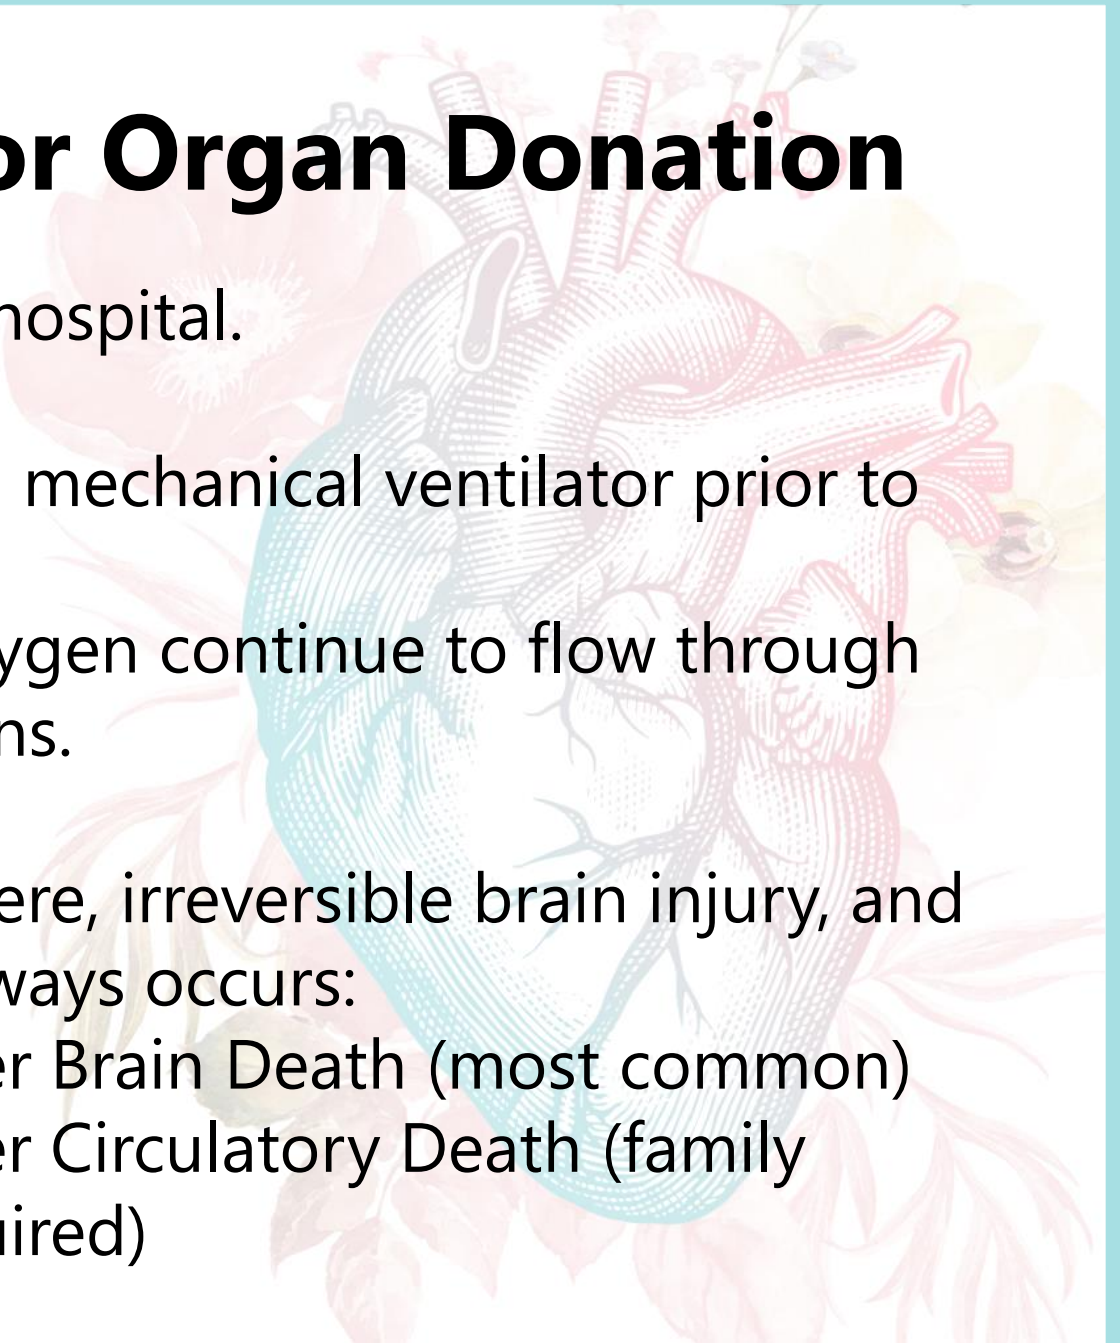 or Organ Donation
hospital.
mechanical ventilator prior to
ygen continue to flow through
ns.
ere, irreversible brain injury, and
ways occurs:
er Brain Death (most common)
er Circulatory Death (family
uired)